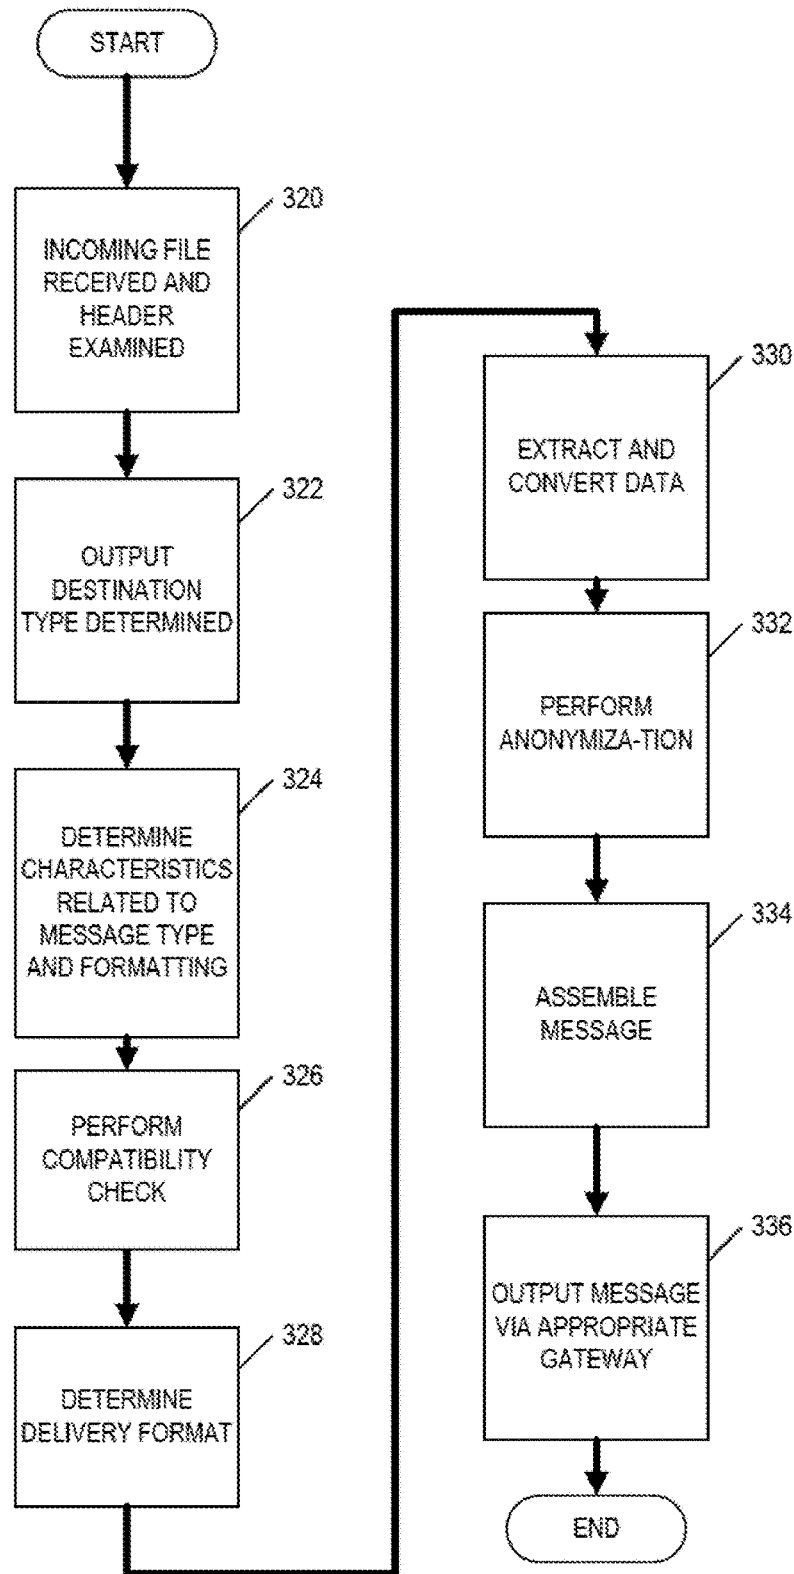 START
320
INCOMING FILE
RECEIVED AND
HEADER
EXAMINED
322
OUTPUT
DESTINATION
TYPE DETERMINED
324
DETERMINE
CHARACTERISTICS
RELATED TO
MESSAGE TYPE
AND FORMATTING
326
PERFORM
COMPATIBILITY
CHECK
328
DETERMINE
DELIVERY FORMAT
330
EXTRACT AND
CONVERT DATA
332
PERFORM
ANONYMIZA-TION
334
ASSEMBLE
MESSAGE
336
OUTPUT MESSAGE
VIA APPROPRIATE
GATEWAY
END